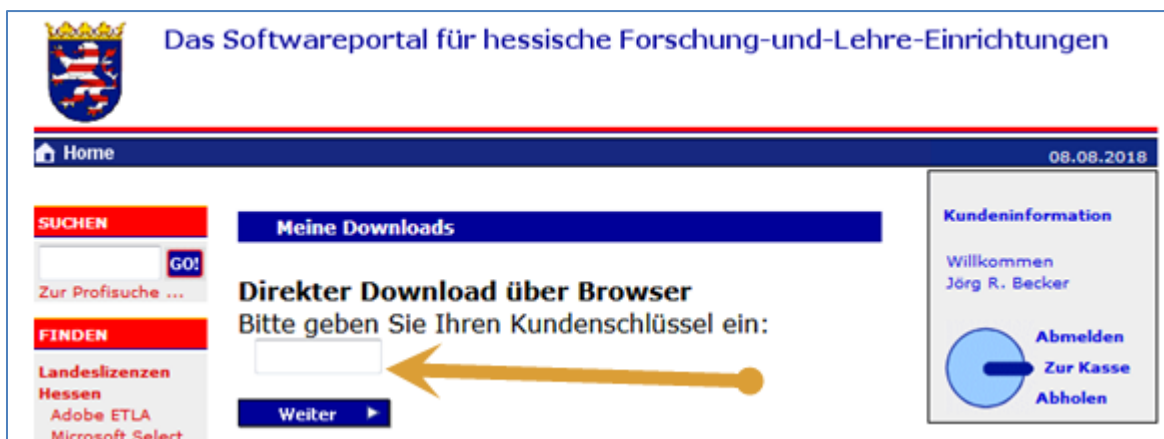 Das Softwareportal für hessische Forschung-und-Lehre-Einrichtungen
Home
08.08.2018
SUCHEN
GO!
Zur Profisuche ...
FINDEN
Landeslizenzen
Hessen
Adobe ETLA
Microsoft Select
Meine Downloads
Direkter Download über Browser
Bitte geben Sie Ihren Kundenschlüssel ein:
Weiter
Kundeninformation
Willkommen
Jörg R. Becker
Abmelden
Zur Kasse
Abholen